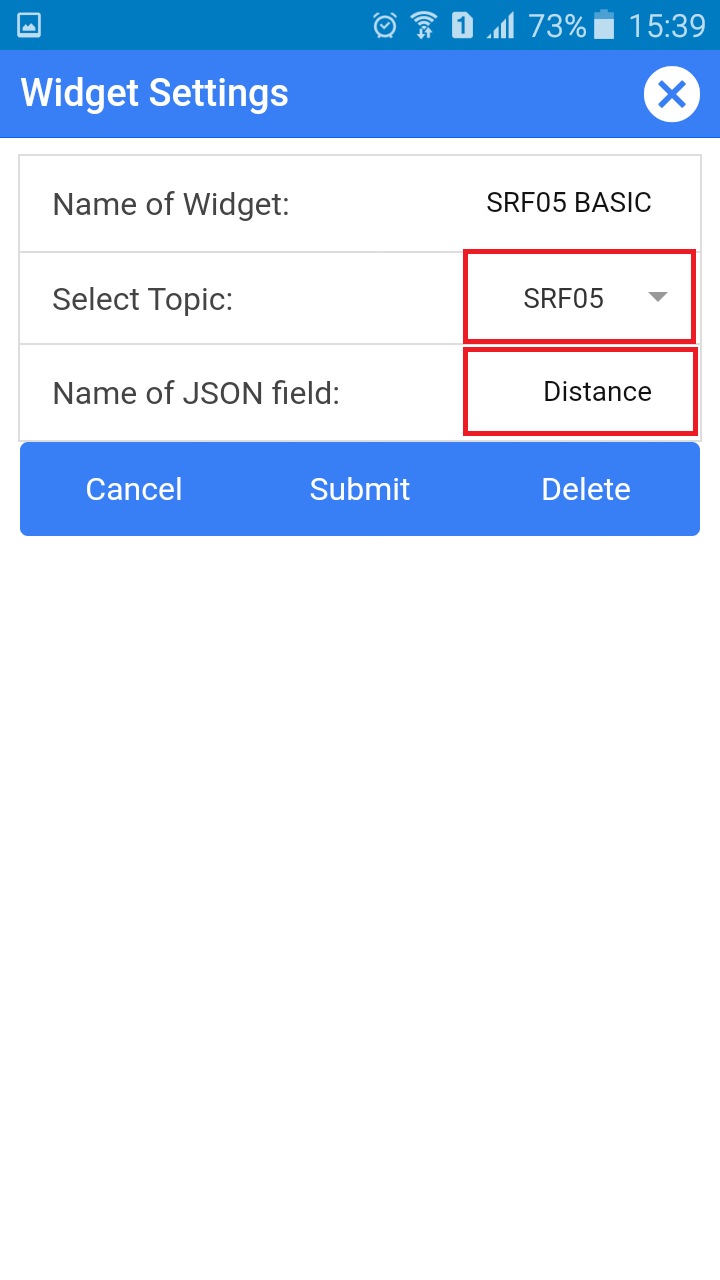 1 73% 15:39
Widget Settings
Name of Widget: SRF05 BASIC
Select Topic: SRF05
Name of JSON field: Distance
Cancel Submit Delete